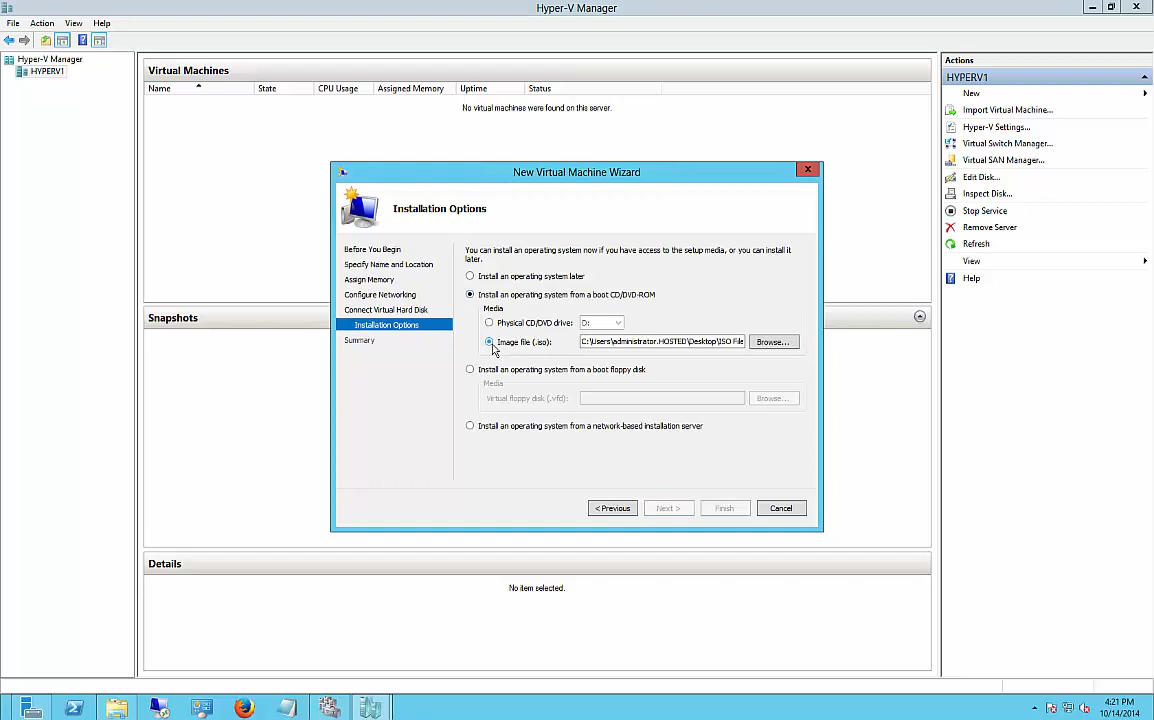 Hyper-V Manager
File Action View Help
Hyper-V Manager
HYPERV1
Virtual Machines
Name State CPU Usage Assigned Memory Uptime Status
No virtual machines were found on this server.
Snapshots
Details
No item selected.
New Virtual Machine Wizard
Installation Options
Before You Begin
Specify Name and Location
Assign Memory
Configure Networking
Connect Virtual Hard Disk
Installation Options
Summary
You can install an operating system now if you have access to the setup media, or you can install it
later.
Install an operating system later
Install an operating system from a boot CD/DVD-ROM
Media
Physical CD/DVD drive: D:
Image file (.iso): C:\Users\administrator.HOSTED\Desktop\ISO File Browse...
Install an operating system from a boot floppy disk
Media
Virtual floppy disk (.vfd): Browse...
Install an operating system from a network-based installation server
< Previous Next > Finish Cancel
Actions
HYPERV1
New
Import Virtual Machine...
Hyper-V Settings...
Virtual Switch Manager...
Virtual SAN Manager...
Edit Disk...
Inspect Disk...
Stop Service
Remove Server
Refresh
View
Help
4:21 PM
10/14/2014